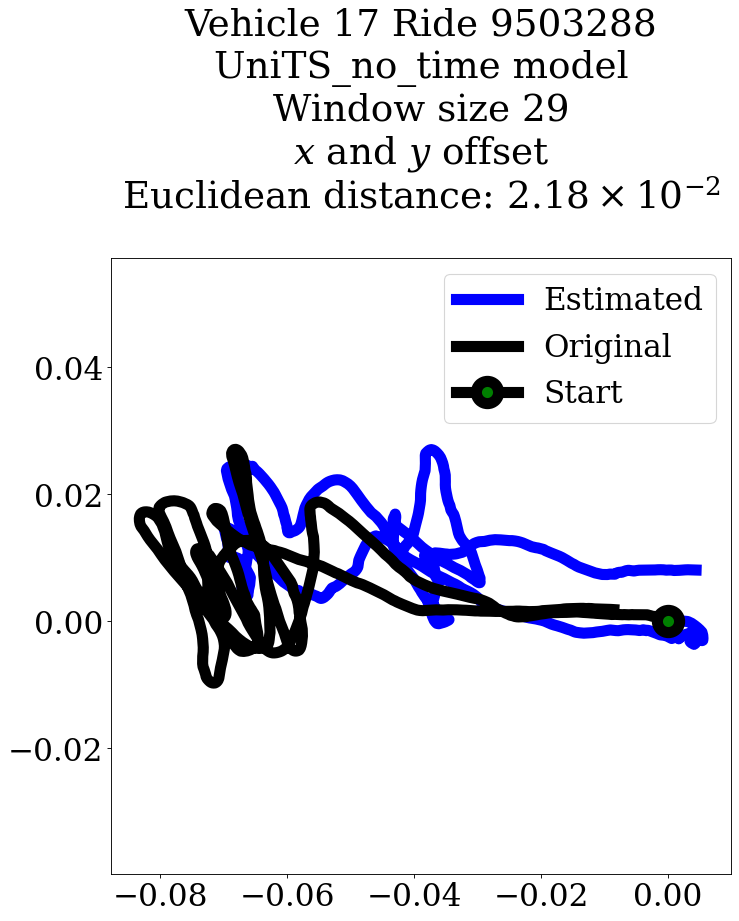 Vehicle 17 Ride 9503288
UniTS_no_time model
Window size 29
x and y offset
Euclidean distance: 2.18 × 10⁻²
Estimated
Original
Start
0.04
0.02
0.00
−0.02
−0.08 −0.06 −0.04 −0.02 0.00